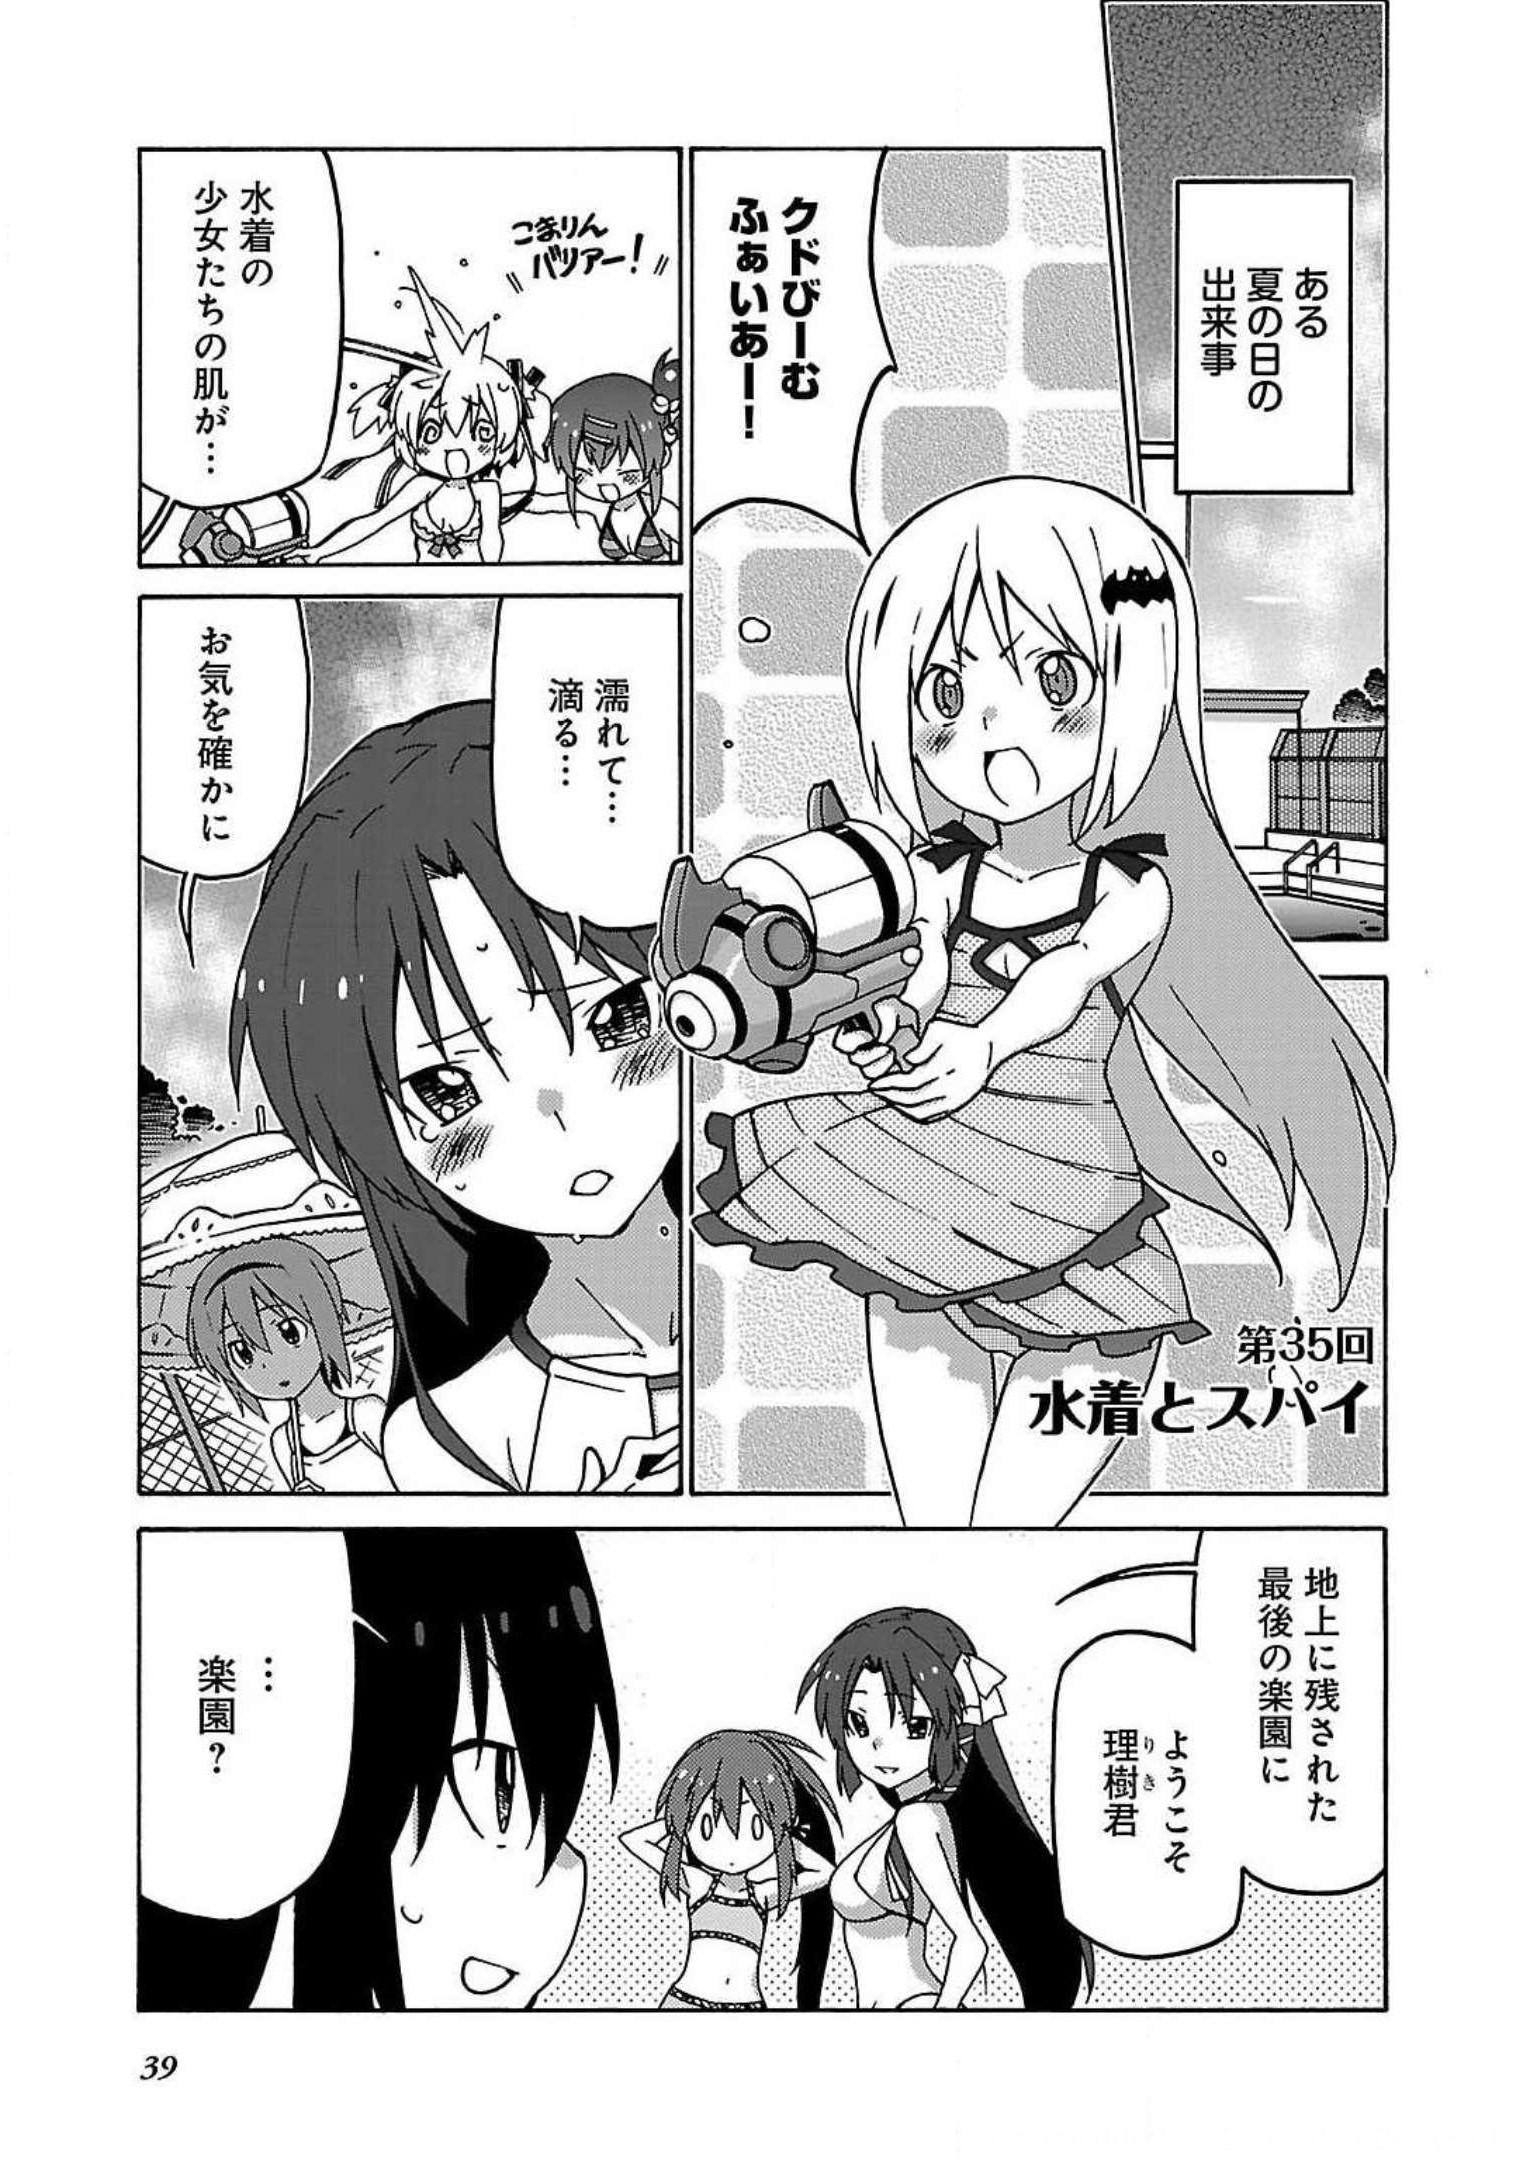 ある
夏の日の
出来事
クドびーむ
ふぁいあー！
第35回
水着とスパイ
こまりん
バリアー！
水着の
少女たちの肌が…
濡れて…
滴る…
お気を確かに
地上に残された
最後の楽園に
ようこそ
理樹君
りき
…
楽園？
39